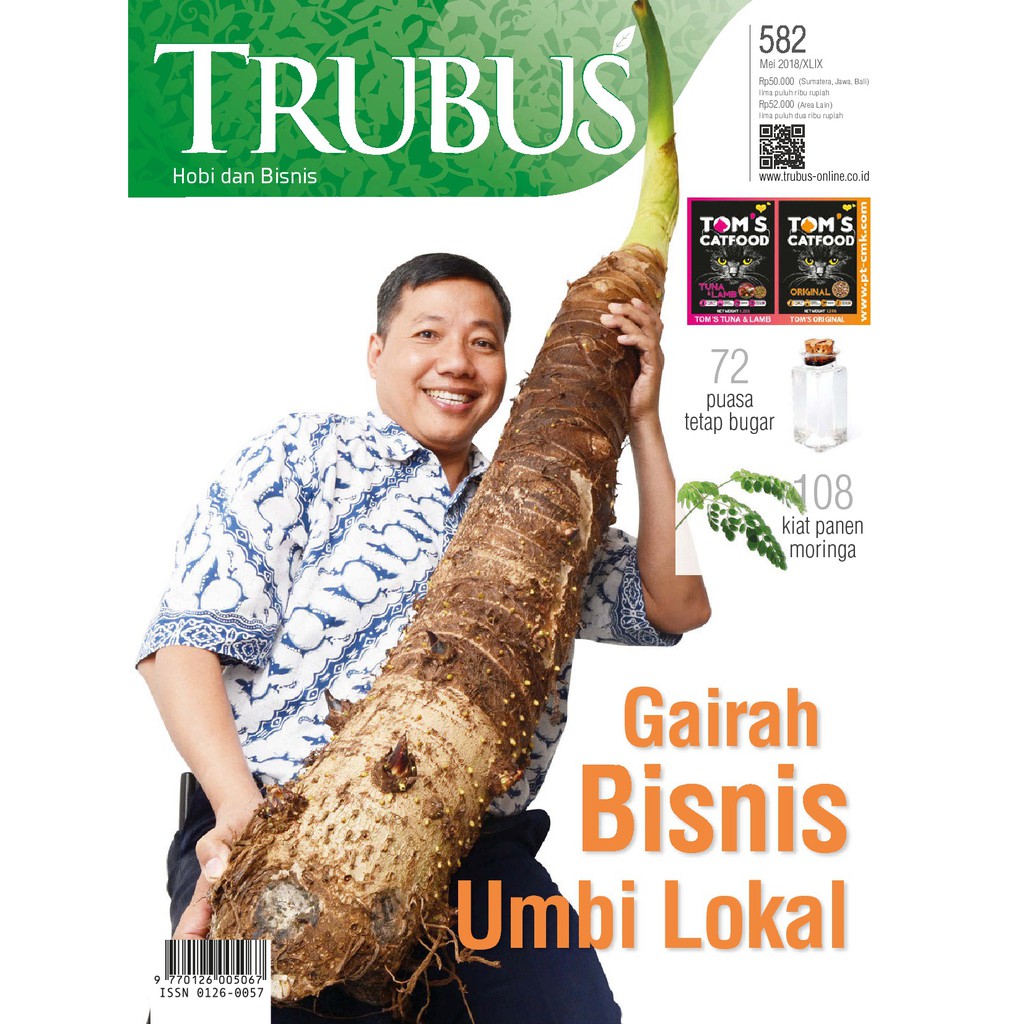 TRUBUS
Hobi dan Bisnis
582
Mei 2018/XLIX
Rp50.000 (Sumatera, Jawa, Bali)
lima puluh ribu rupiah
Rp52.000 (Area Lain)
lima puluh dua ribu rupiah
www.trubus-online.co.id
TOM'S
CATFOOD
TUNA
& LAMB
TOM'S TUNA & LAMB
TOM'S
CATFOOD
ORIGINAL
TOM'S ORIGINAL
www.pt-cmk.com
72
puasa
tetap bugar
108
kiat panen
moringa
Gairah
Bisnis
Umbi Lokal
9 770126 005067
ISSN 0126-0057